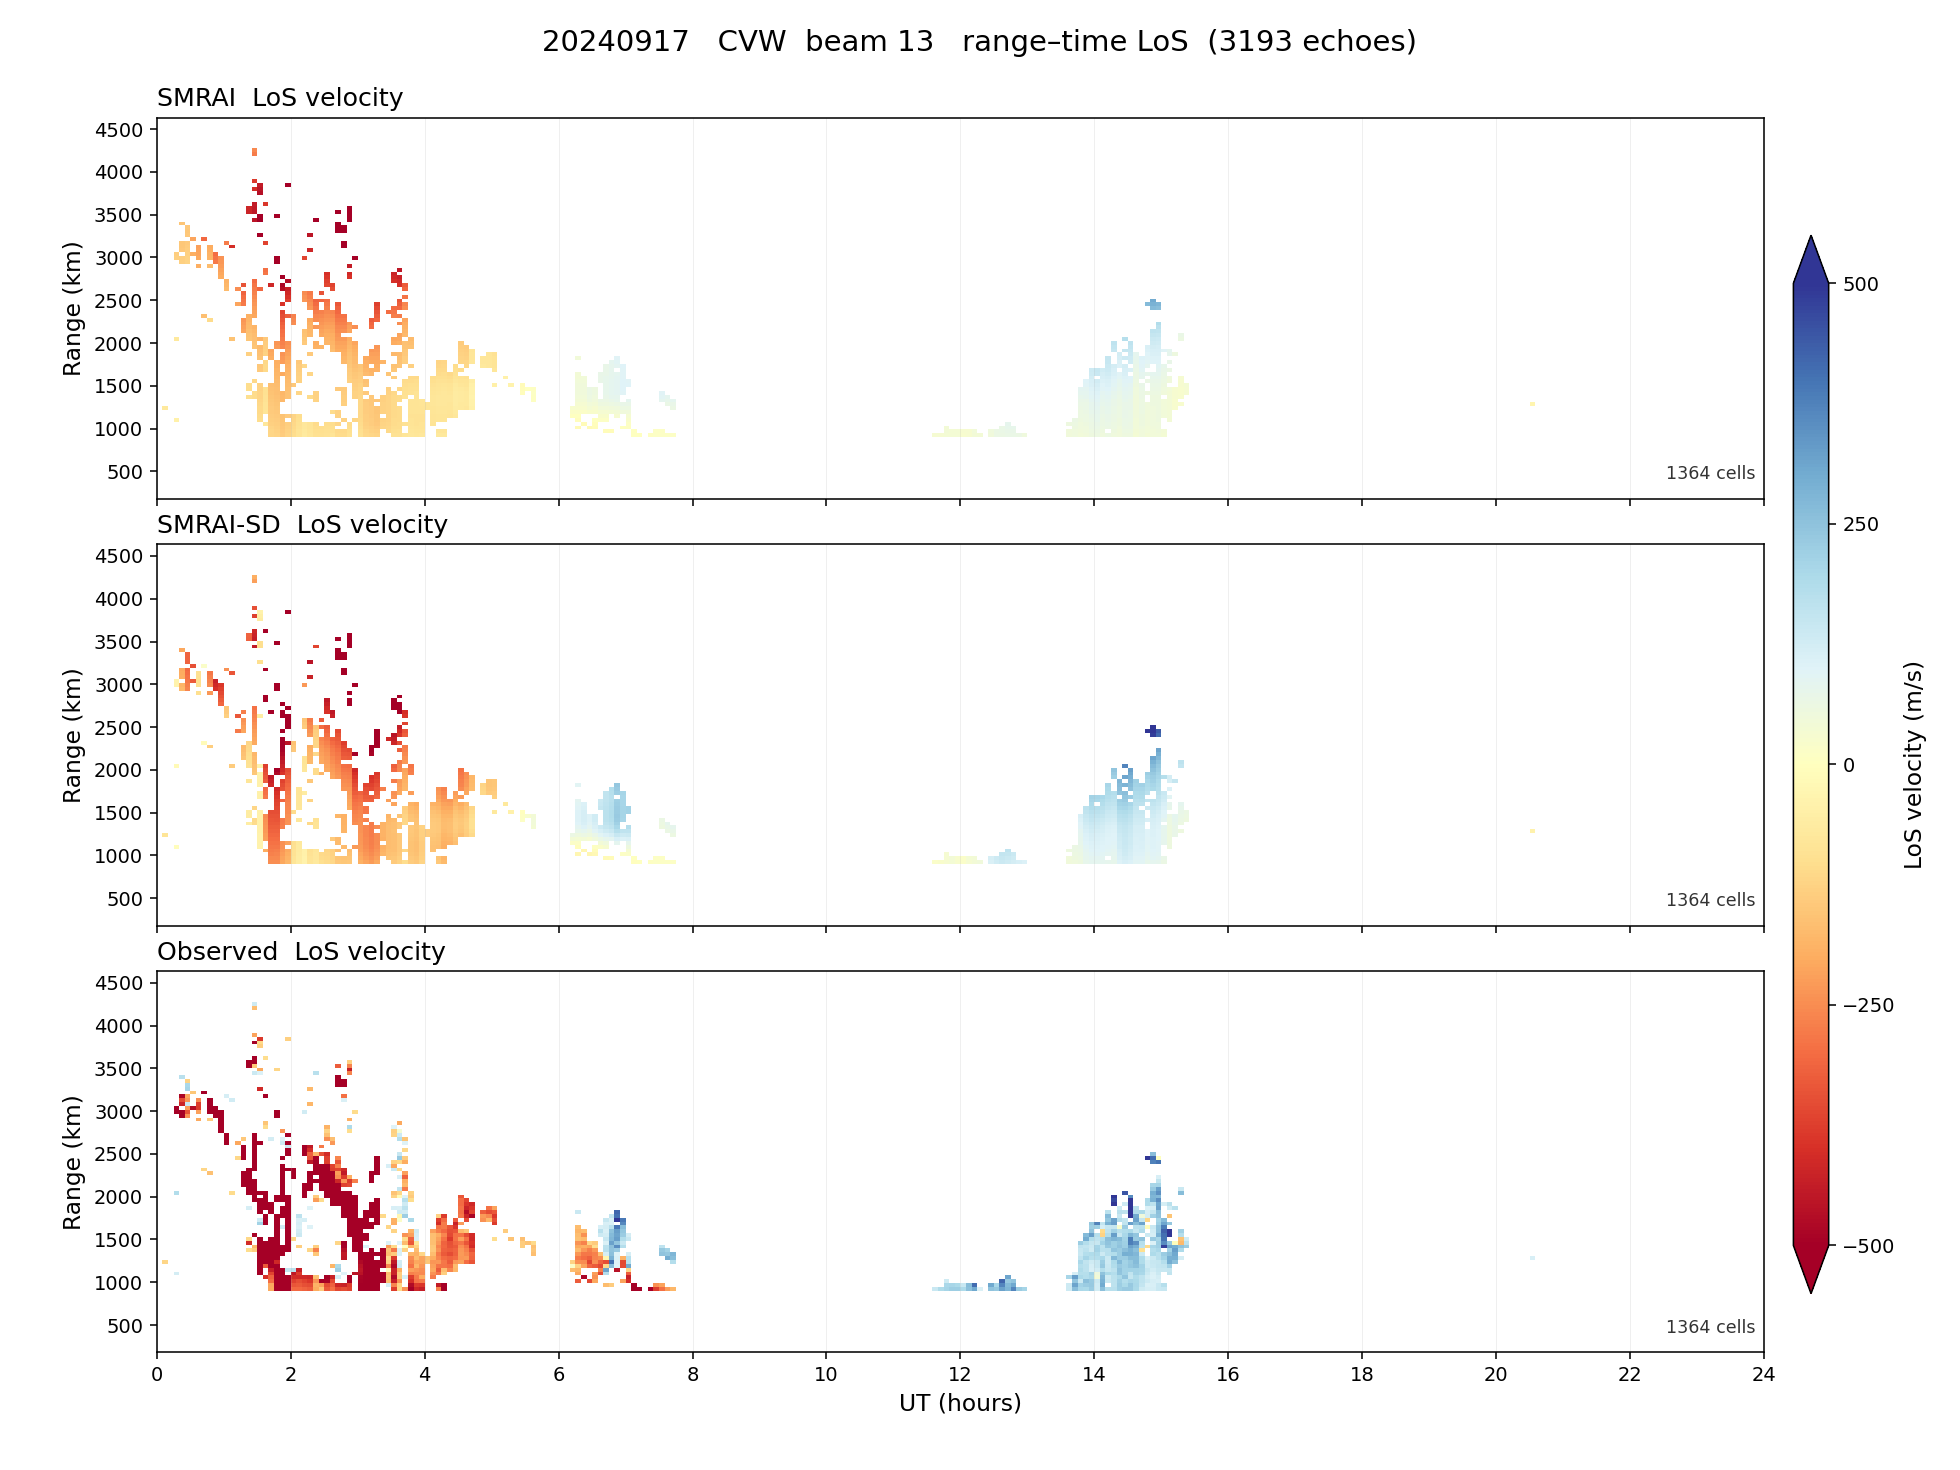 20240917   CVW  beam 13   range–time LoS  (3193 echoes)
SMRAI  LoS velocity
4500
4000
3500
3000
2500
2000
1500
1000
500
Range (km)
1364 cells
SMRAI-SD  LoS velocity
4500
4000
3500
3000
2500
2000
1500
1000
500
Range (km)
1364 cells
Observed  LoS velocity
4500
4000
3500
3000
2500
2000
1500
1000
500
Range (km)
1364 cells
0 2 4 6 8 10 12 14 16 18 20 22 24
UT (hours)
500
250
0
−250
−500
LoS velocity (m/s)